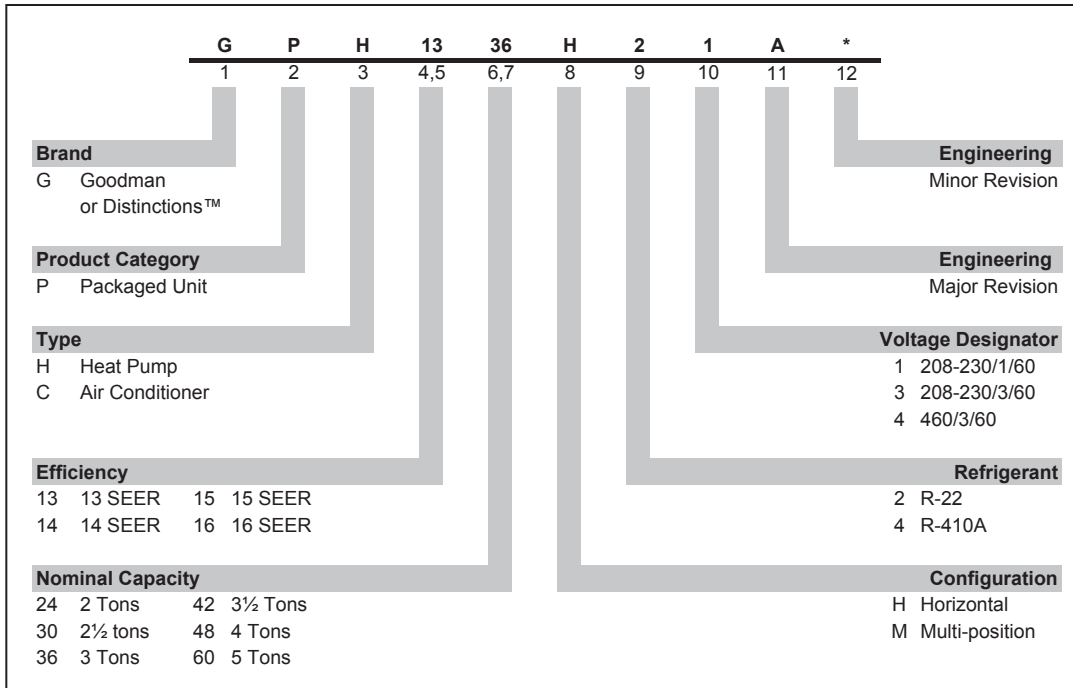 G P H 13 36 H 2 1 A *
1 2 3 4,5 6,7 8 9 10 11 12
Brand
G Goodman
or Distinctions™
Product Category
P Packaged Unit
Type
H Heat Pump
C Air Conditioner
Efficiency
13 13 SEER 15 15 SEER
14 14 SEER 16 16 SEER
Nominal Capacity
24 2 Tons 42 3½ Tons
30 2½ tons 48 4 Tons
36 3 Tons 60 5 Tons
Engineering
Minor Revision
Engineering
Major Revision
Voltage Designator
1 208-230/1/60
3 208-230/3/60
4 460/3/60
Refrigerant
2 R-22
4 R-410A
Configuration
H Horizontal
M Multi-position